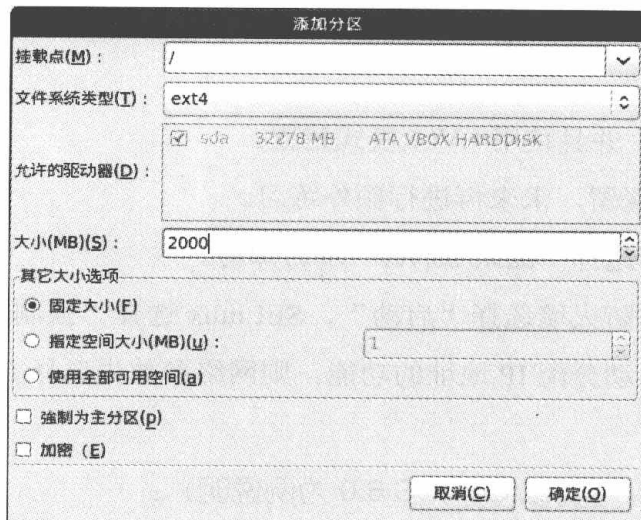 添加分区
挂载点(M)：
/
文件系统类型(T)：
ext4
允许的驱动器(D)：
sda 32278 MB ATA VBOX HARDDISK
大小(MB)(S)：
2000
其它大小选项
固定大小(F)
指定空间大小(MB)(u)：
1
使用全部可用空间(a)
强制为主分区(p)
加密（E)
取消(C)
确定(O)